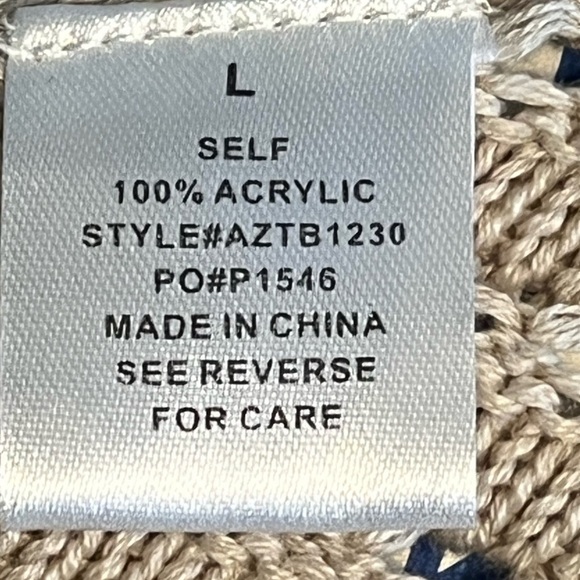 L
SELF
100% ACRYLIC
STYLE#AZTB1230
PO#P1546
MADE IN CHINA
SEE REVERSE
FOR CARE